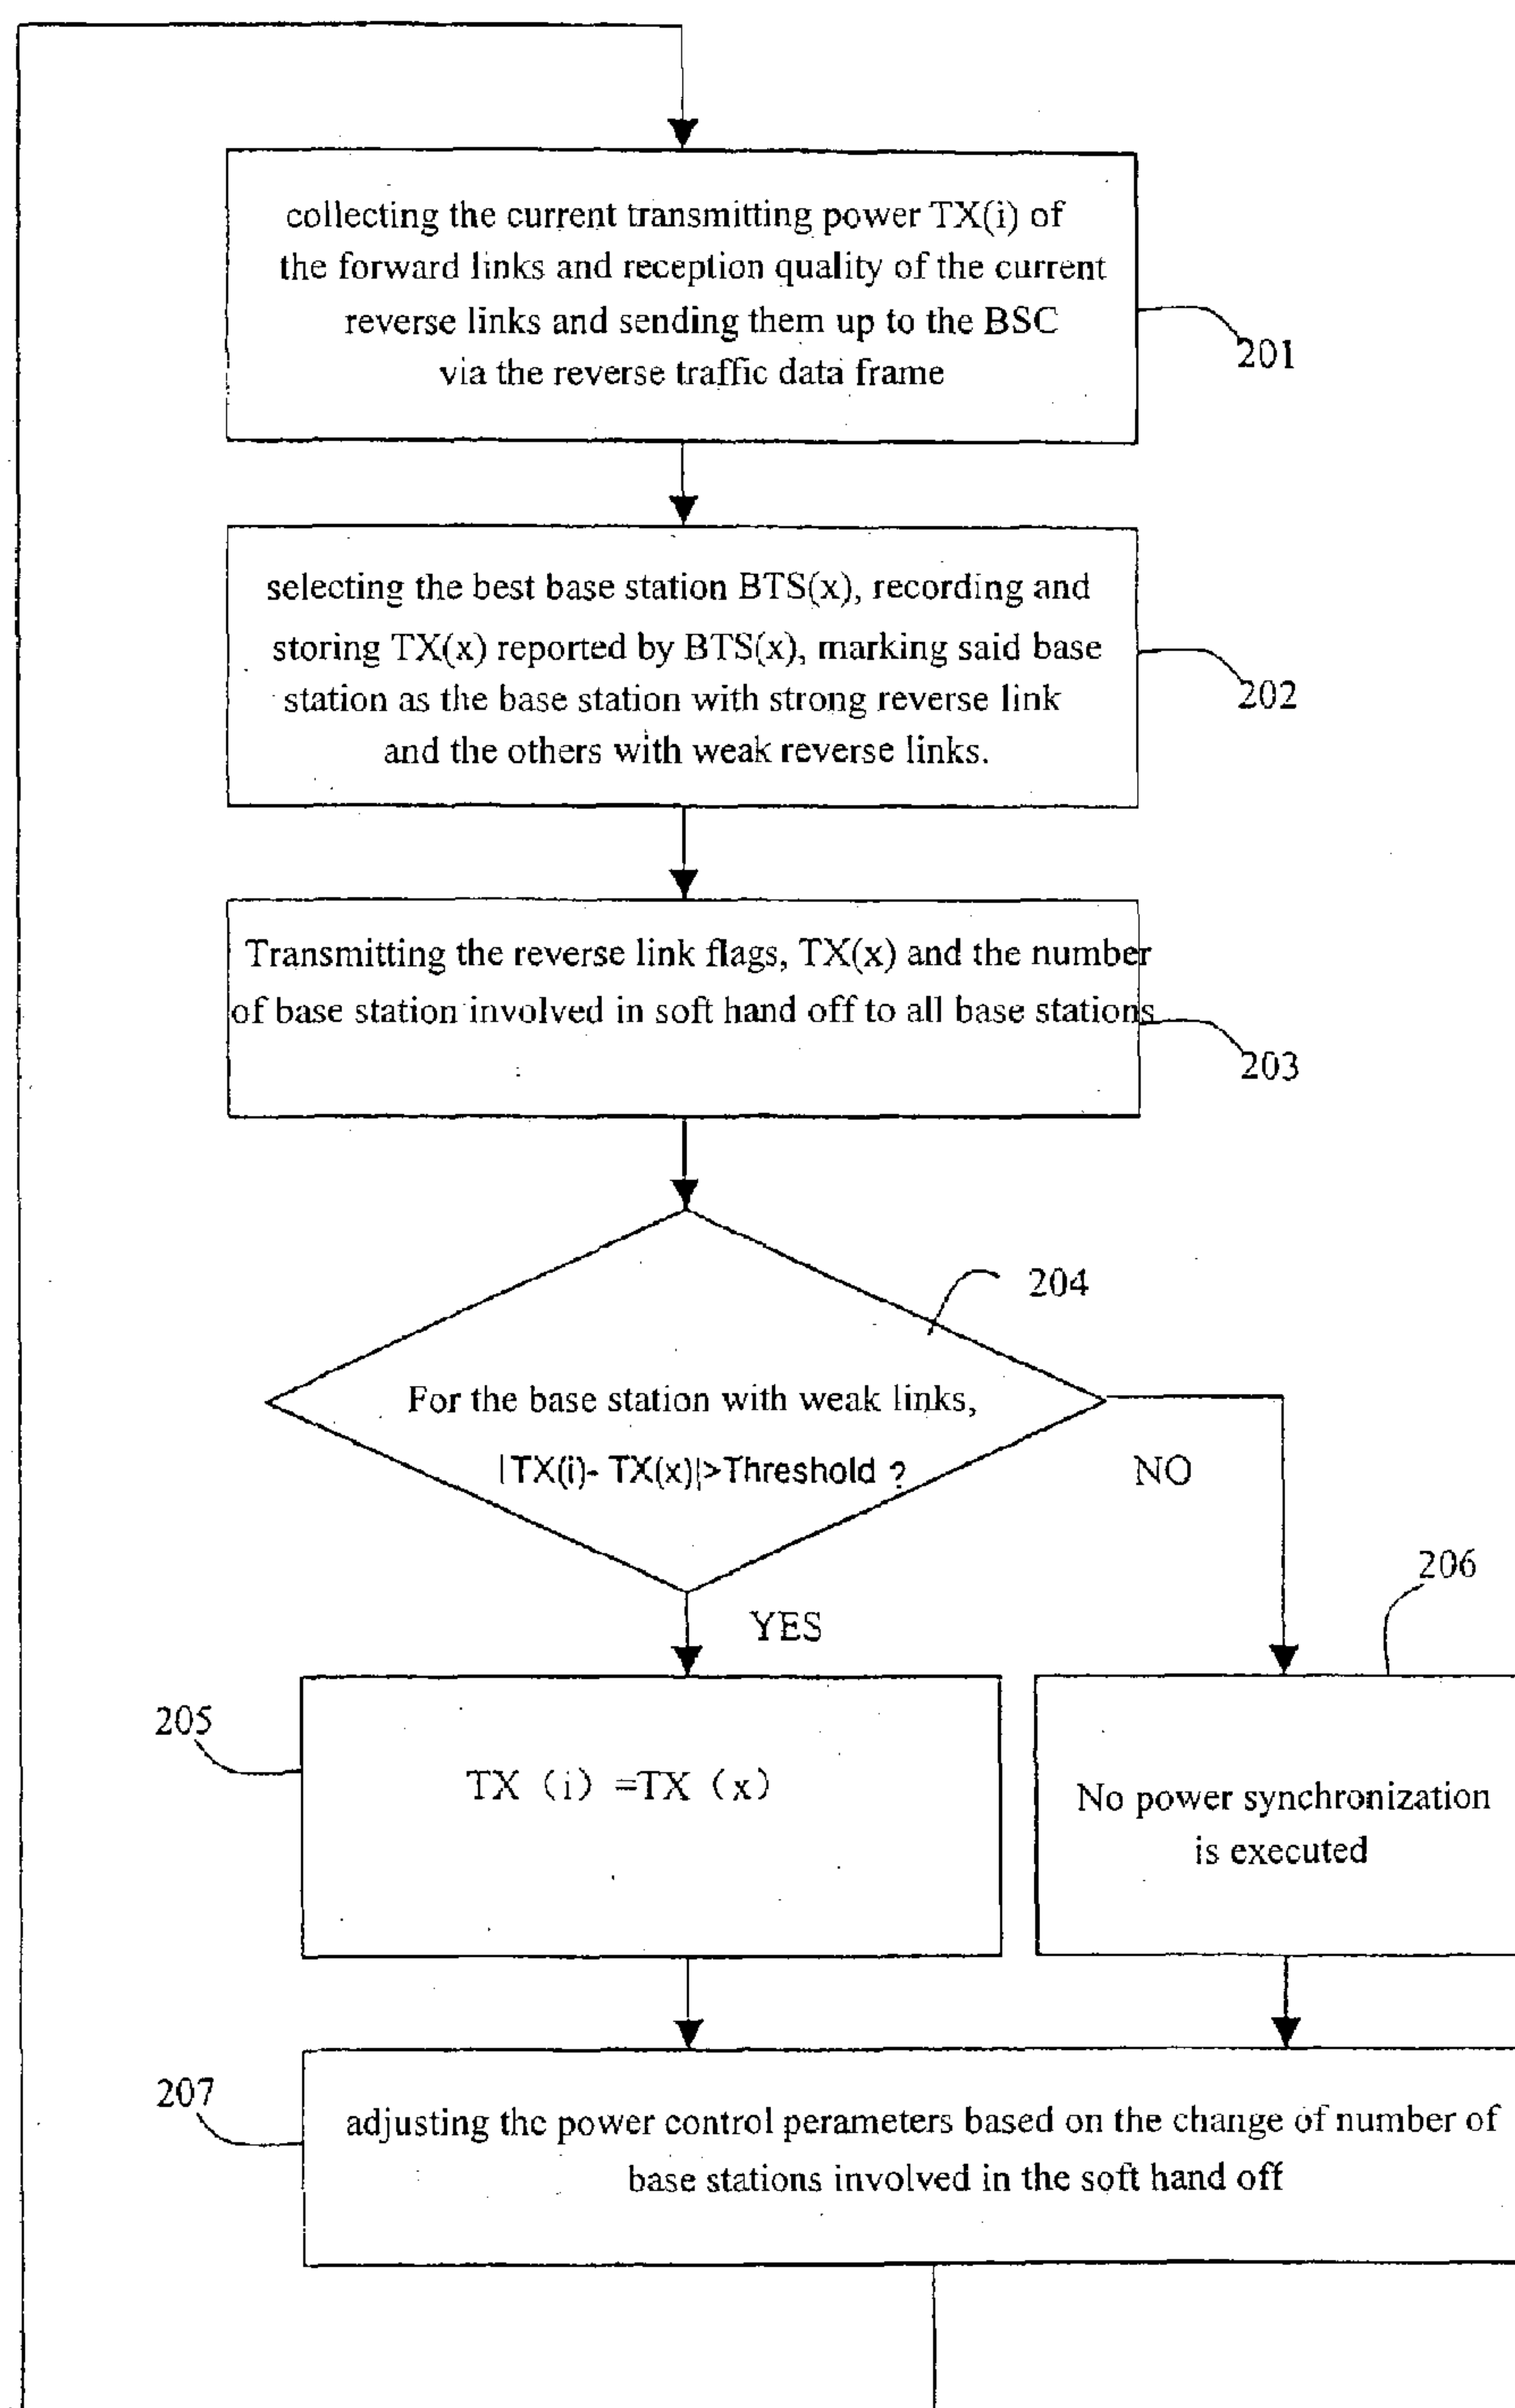 collecting the current transmitting power TX(i) of
the forward links and reception quality of the current
reverse links and sending them up to the BSC
via the reverse traffic data frame
201
selecting the best base station BTS(x), recording and
storing TX(x) reported by BTS(x), marking said base
station as the base station with strong reverse link
and the others with weak reverse links.
202
Transmitting the reverse link flags, TX(x) and the number
of base station involved in soft hand off to all base stations
203
204
For the base station with weak links,
|TX(i)- TX(x)|>Threshold ?
NO
YES
206
205
TX (i) =TX (x)
No power synchronization
is executed
207
adjusting the power control perameters based on the change of number of
base stations involved in the soft hand off